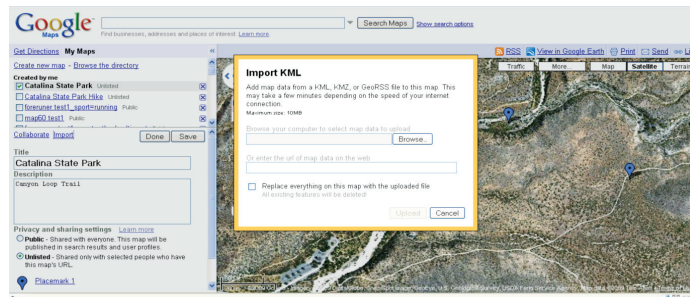 Google
Maps
Find businesses, addresses and places of interest. Learn more
Search Maps Show search options
Get Directions My Maps «
RSS View in Google Earth Print Send
Create new map - Browse the directory
Created by me
Catalina State Park Unlisted
Catalina State Park Hike Unlisted
foreruner test1_sport=running Public
map60 test1 Public
Collaborate Import Done Save
Title
Catalina State Park
Description
Canyon Loop Trail
Privacy and sharing settings Learn more
Public - Shared with everyone. This map will be
published in search results and user profiles.
Unlisted - Shared only with selected people who have
this map's URL.
Placemark 1
Import KML
Add map data from a KML, KMZ, or GeoRSS file to this map. This
may take a few minutes depending on the speed of your internet
connection.
Maximum size: 10MB
Browse your computer to select map data to upload
Browse..
Or enter the url of map data on the web
Replace everything on this map with the uploaded file
All existing features will be deleted!
Upload Cancel
Traffic More... Map Satellite Terrain